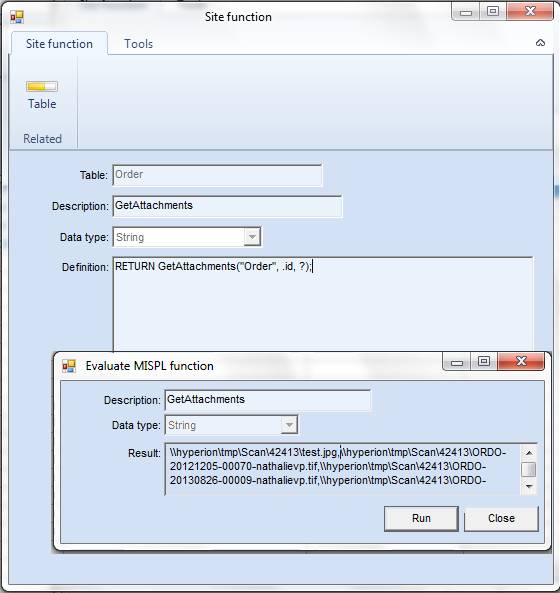 Site function
Site function Tools
Table
Related
Table: Order
Description: GetAttachments
Data type: String
Definition: RETURN GetAttachments("Order", .id, ?);
Evaluate MISPL function
Description: GetAttachments
Data type: String
Result: \\hyperion\tmp\Scan\42413\test.jpg,\\hyperion\tmp\Scan\42413\ORDO-
20121205-00070-nathalievp.tif,\\hyperion\tmp\Scan\42413\ORDO-
20130826-00009-nathalievp.tif,\\hyperion\tmp\Scan\42413\ORDO-
Run Close